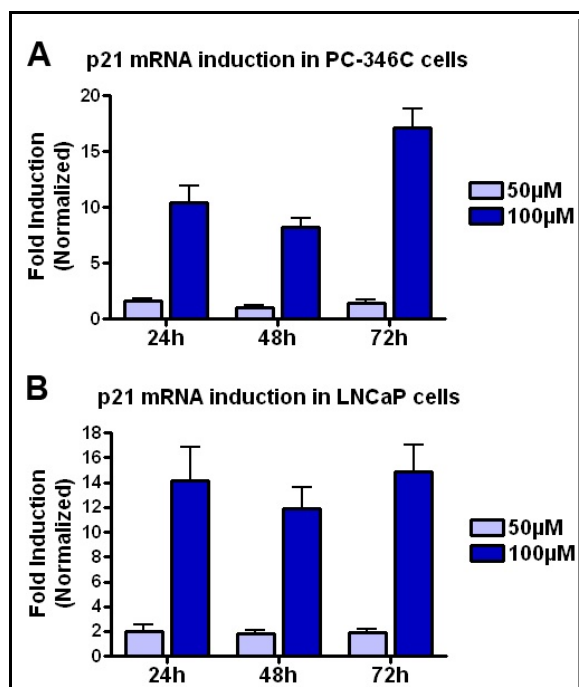 A
p21 mRNA induction in PC-346C cells
Fold Induction
(Normalized)
20
15
10
5
0
24h
48h
72h
50µM
100µM
B
p21 mRNA induction in LNCaP cells
Fold Induction
(Normalized)
18
16
14
12
10
8
6
4
2
0
24h
48h
72h
50µM
100µM